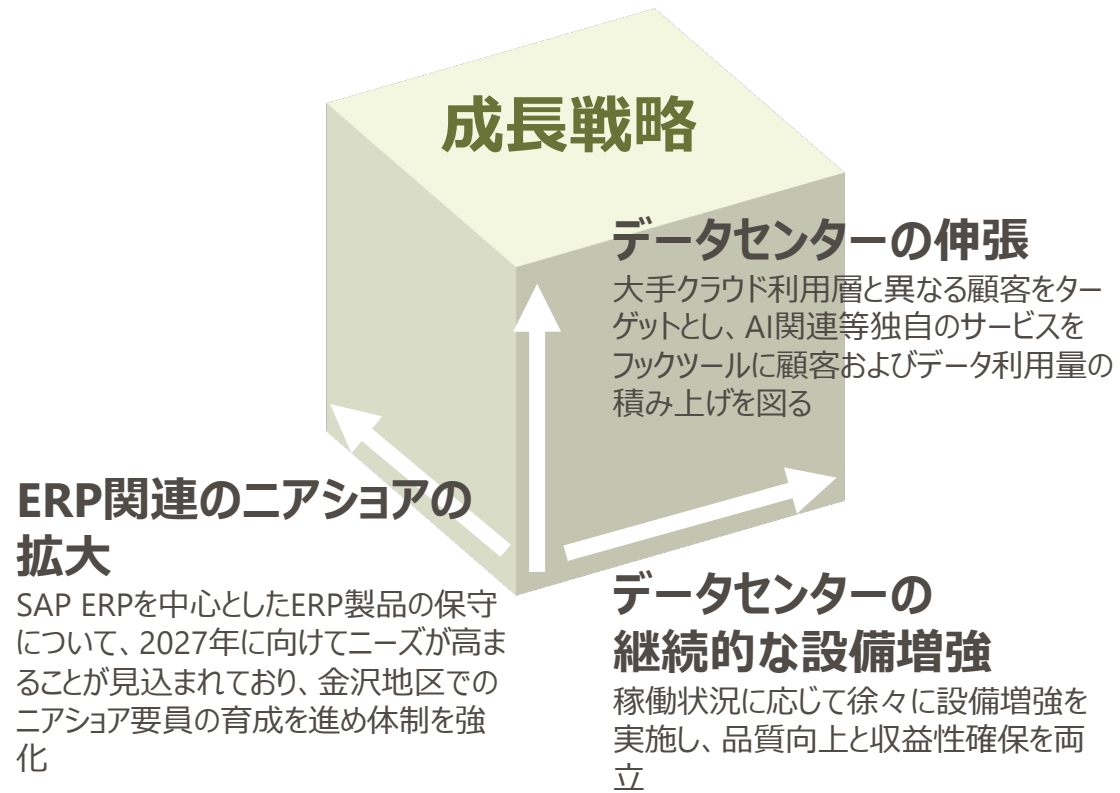 成長戦略
データセンターの伸張
大手クラウド利用層と異なる顧客をター
ゲットとし、AI関連等独自のサービスを
フックツールに顧客およびデータ利用量の
積み上げを図る
ERP関連のニアショアの
拡大
SAP ERPを中心としたERP製品の保守
について、2027年に向けてニーズが高ま
ることが見込まれており、金沢地区での
ニアショア要員の育成を進め体制を強
化
データセンターの
継続的な設備増強
稼働状況に応じて徐々に設備増強を
実施し、品質向上と収益性確保を両
立